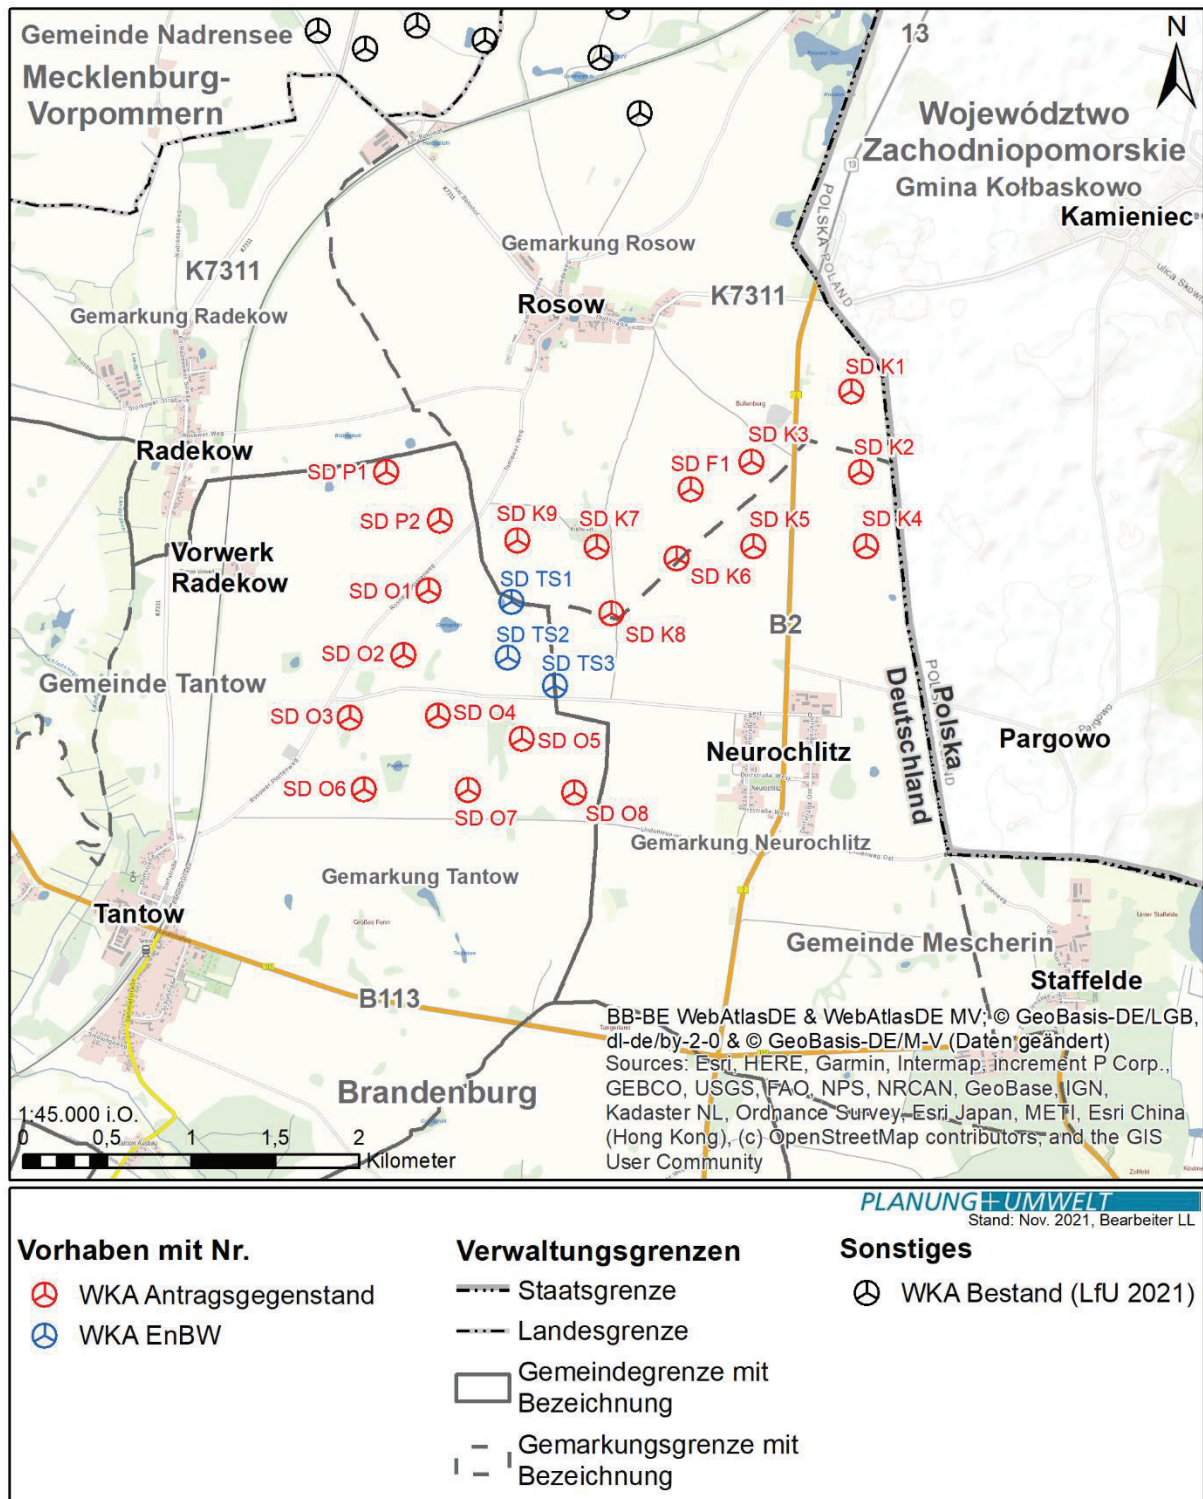 Gemeinde Nadrensee
Mecklenburg-
Vorpommern
13
N
Województwo
Zachodniopomorskie
Gmina Kołbaskowo
Kamieniec
13
POLSKA
POLAND
Gemarkung Rosow
K7311
K7311
K7311
Rosow
Gemarkung Radekow
Radekow
Vorwerk
Radekow
SD K1
SD K3
SD K2
SD F1
SD P1
SD P2
SD K9
SD K7
SD K5
SD K4
SD K6
SD O1
SD TS1
SD K8
B2
SD TS2
SD O2
SD TS3
Gemeinde Tantow
SD O3
SD O4
SD O5
SD O6
SD O7
SD O8
Neurochlitz
Deutschland
Polska
Pargowo
Pargowo
Gemarkung Neurochlitz
Gemarkung Tantow
Tantow
Großes Fenn
Gemeinde Mescherin
Unter Staffelde
Staffelde
B113
Brandenburg
BB-BE WebAtlasDE & WebAtlasDE MV; © GeoBasis-DE/LGB,
dl-de/by-2-0 & © GeoBasis-DE/M-V (Daten geändert)
Sources: Esri, HERE, Garmin, Intermap, increment P Corp.,
GEBCO, USGS, FAO, NPS, NRCAN, GeoBase, IGN,
Kadaster NL, Ordnance Survey, Esri Japan, METI, Esri China
(Hong Kong), (c) OpenStreetMap contributors, and the GIS
User Community
1:45.000 i.O.
0 0,5 1 1,5 2
Kilometer
PLANUNG+UMWELT
Stand: Nov. 2021, Bearbeiter LL
Vorhaben mit Nr.
WKA Antragsgegenstand
WKA EnBW
Verwaltungsgrenzen
Staatsgrenze
Landesgrenze
Gemeindegrenze mit
Bezeichnung
Gemarkungsgrenze mit
Bezeichnung
Sonstiges
WKA Bestand (LfU 2021)